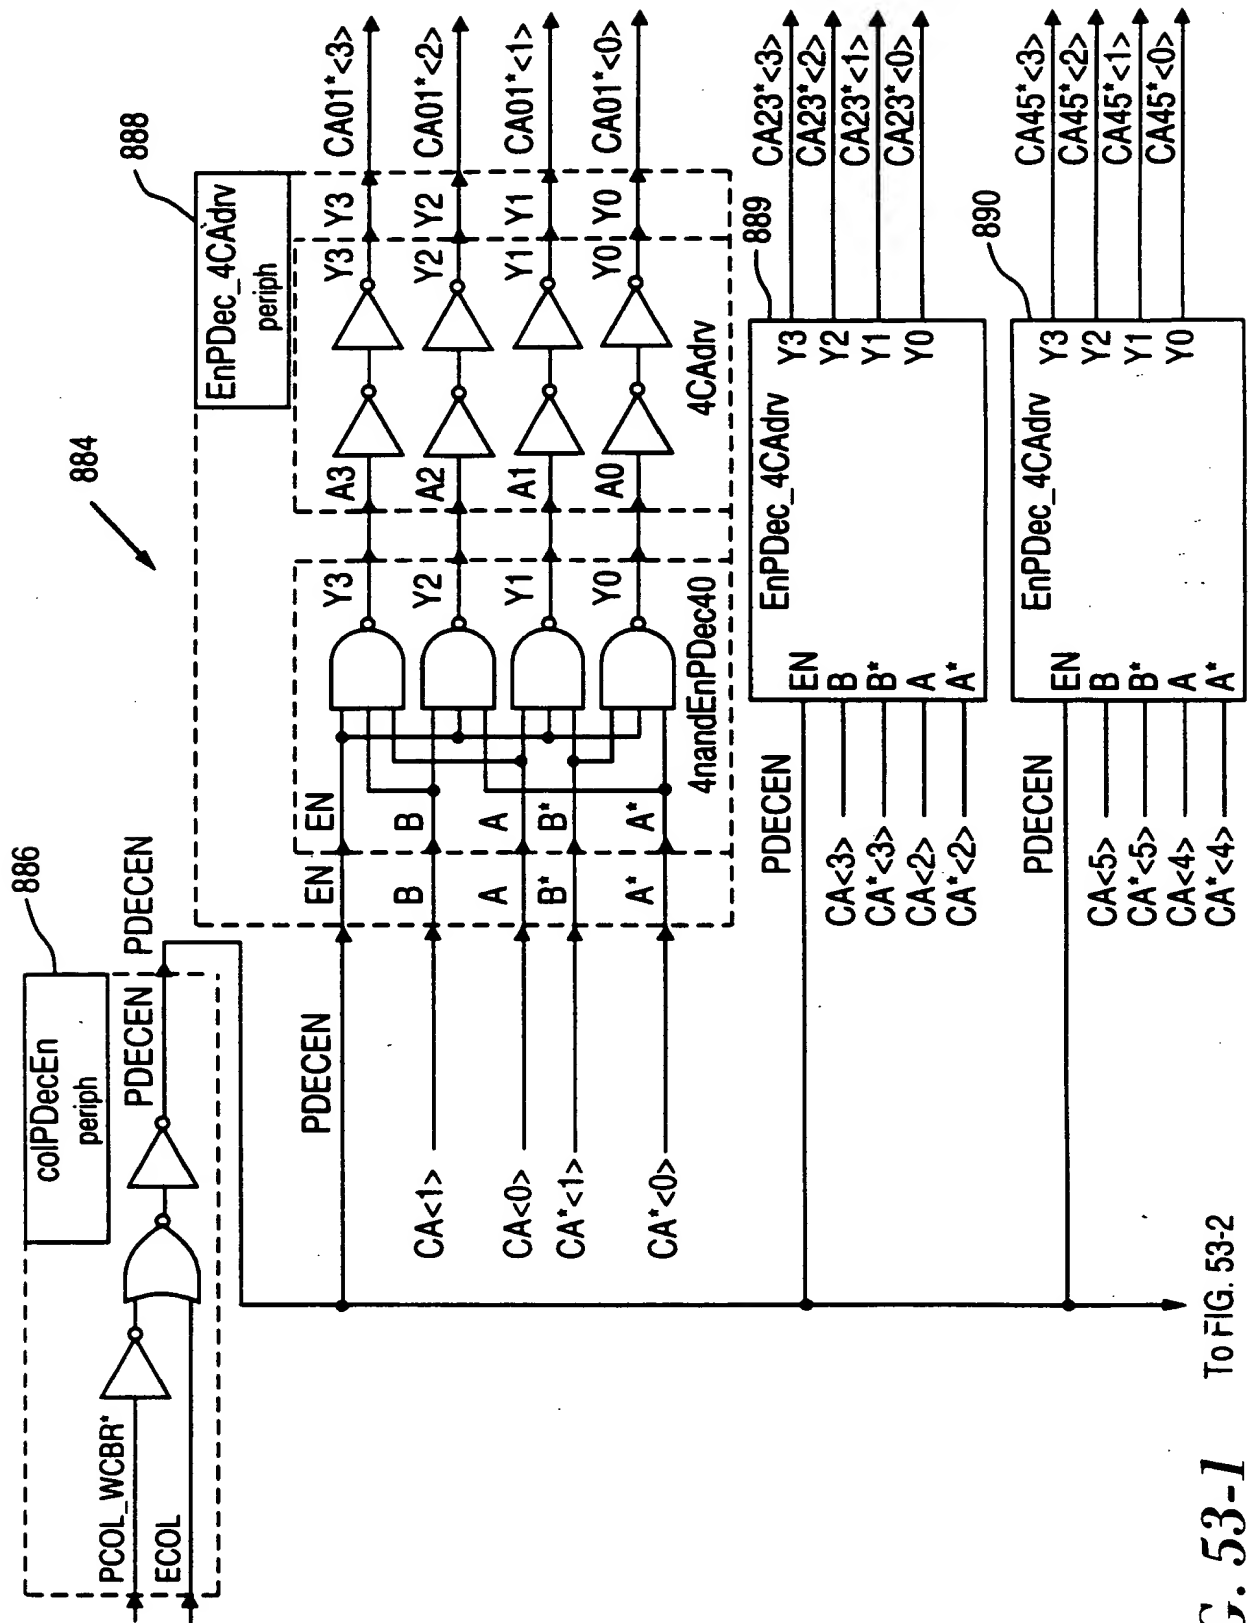 886
colPDecEn
periph
PCOL_WCBR*
ECOL
PDECEN
PDECEN
884
888
EnPDec_4CAdrv
periph
PDECEN
EN
EN
CA<1>
B
B
CA<0>
A
A
CA*<1>
B*
B*
CA*<0>
A*
A*
Y3
Y2
Y1
Y0
4nandEnPDec40
A3
A2
A1
A0
Y3
Y2
Y1
Y0
4CAdrv
Y3
Y2
Y1
Y0
CA01*<3>
CA01*<2>
CA01*<1>
CA01*<0>
889
PDECEN
CA<3>
CA*<3>
CA<2>
CA*<2>
EN
B
B*
A
A*
EnPDec_4CAdrv
Y3
Y2
Y1
Y0
CA23*<3>
CA23*<2>
CA23*<1>
CA23*<0>
890
PDECEN
CA<5>
CA*<5>
CA<4>
CA*<4>
EN
B
B*
A
A*
EnPDec_4CAdrv
Y3
Y2
Y1
Y0
CA45*<3>
CA45*<2>
CA45*<1>
CA45*<0>
To FIG. 53-2
G. 53-1